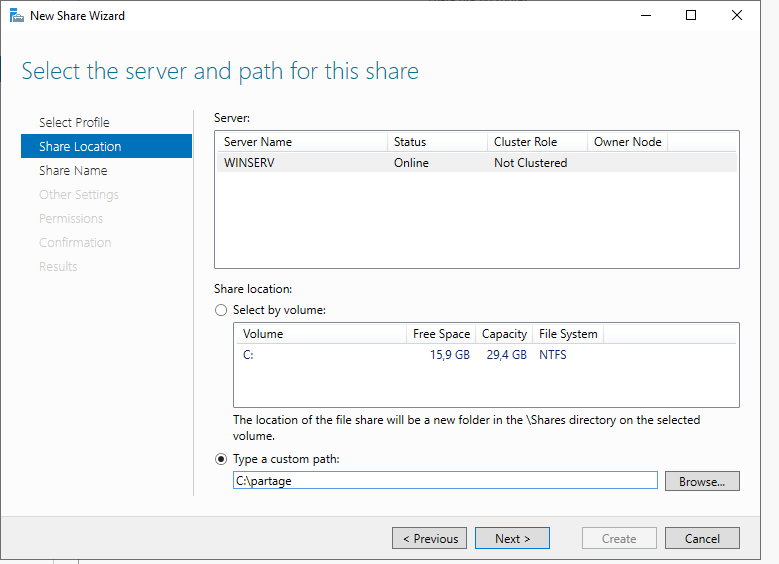 New Share Wizard
Select the server and path for this share
Select Profile
Share Location
Share Name
Other Settings
Permissions
Confirmation
Results
Server:
Server Name Status Cluster Role Owner Node
WINSERV Online Not Clustered
Share location:
Select by volume:
Volume Free Space Capacity File System
C: 15,9 GB 29,4 GB NTFS
The location of the file share will be a new folder in the \Shares directory on the selected
volume.
Type a custom path:
C:\partage
Browse...
< Previous Next > Create Cancel